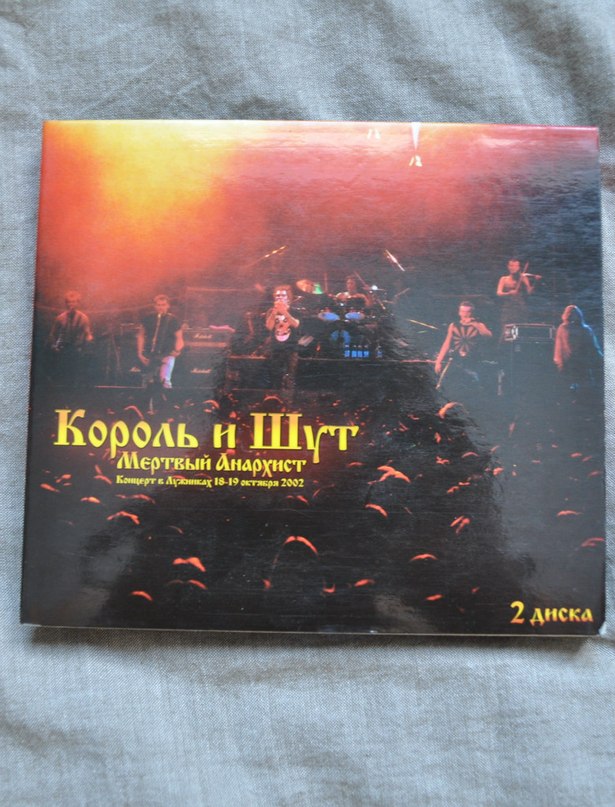 Король и Шут
Мертвый Анархист
Концерт в Лужниках 18-19 октября 2002
2 диска